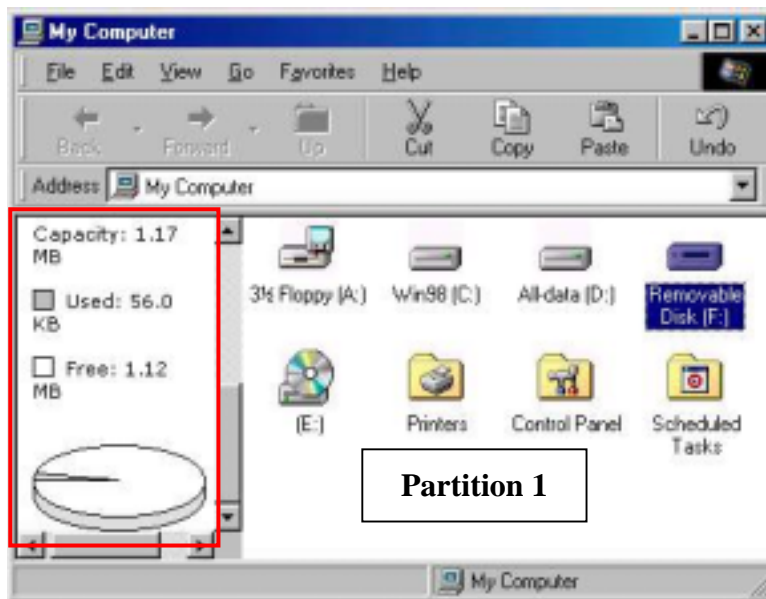 My Computer
File Edit View Go Favorites Help
Back Forward Up Cut Copy Paste Undo
Address My Computer
Capacity: 1.17
MB
Used: 56.0
KB
Free: 1.12
MB
3½ Floppy (A:) Win98 (C:) All-data (D:) Removable
Disk (F:)
(E:) Printers Control Panel Scheduled
Tasks
Partition 1
My Computer